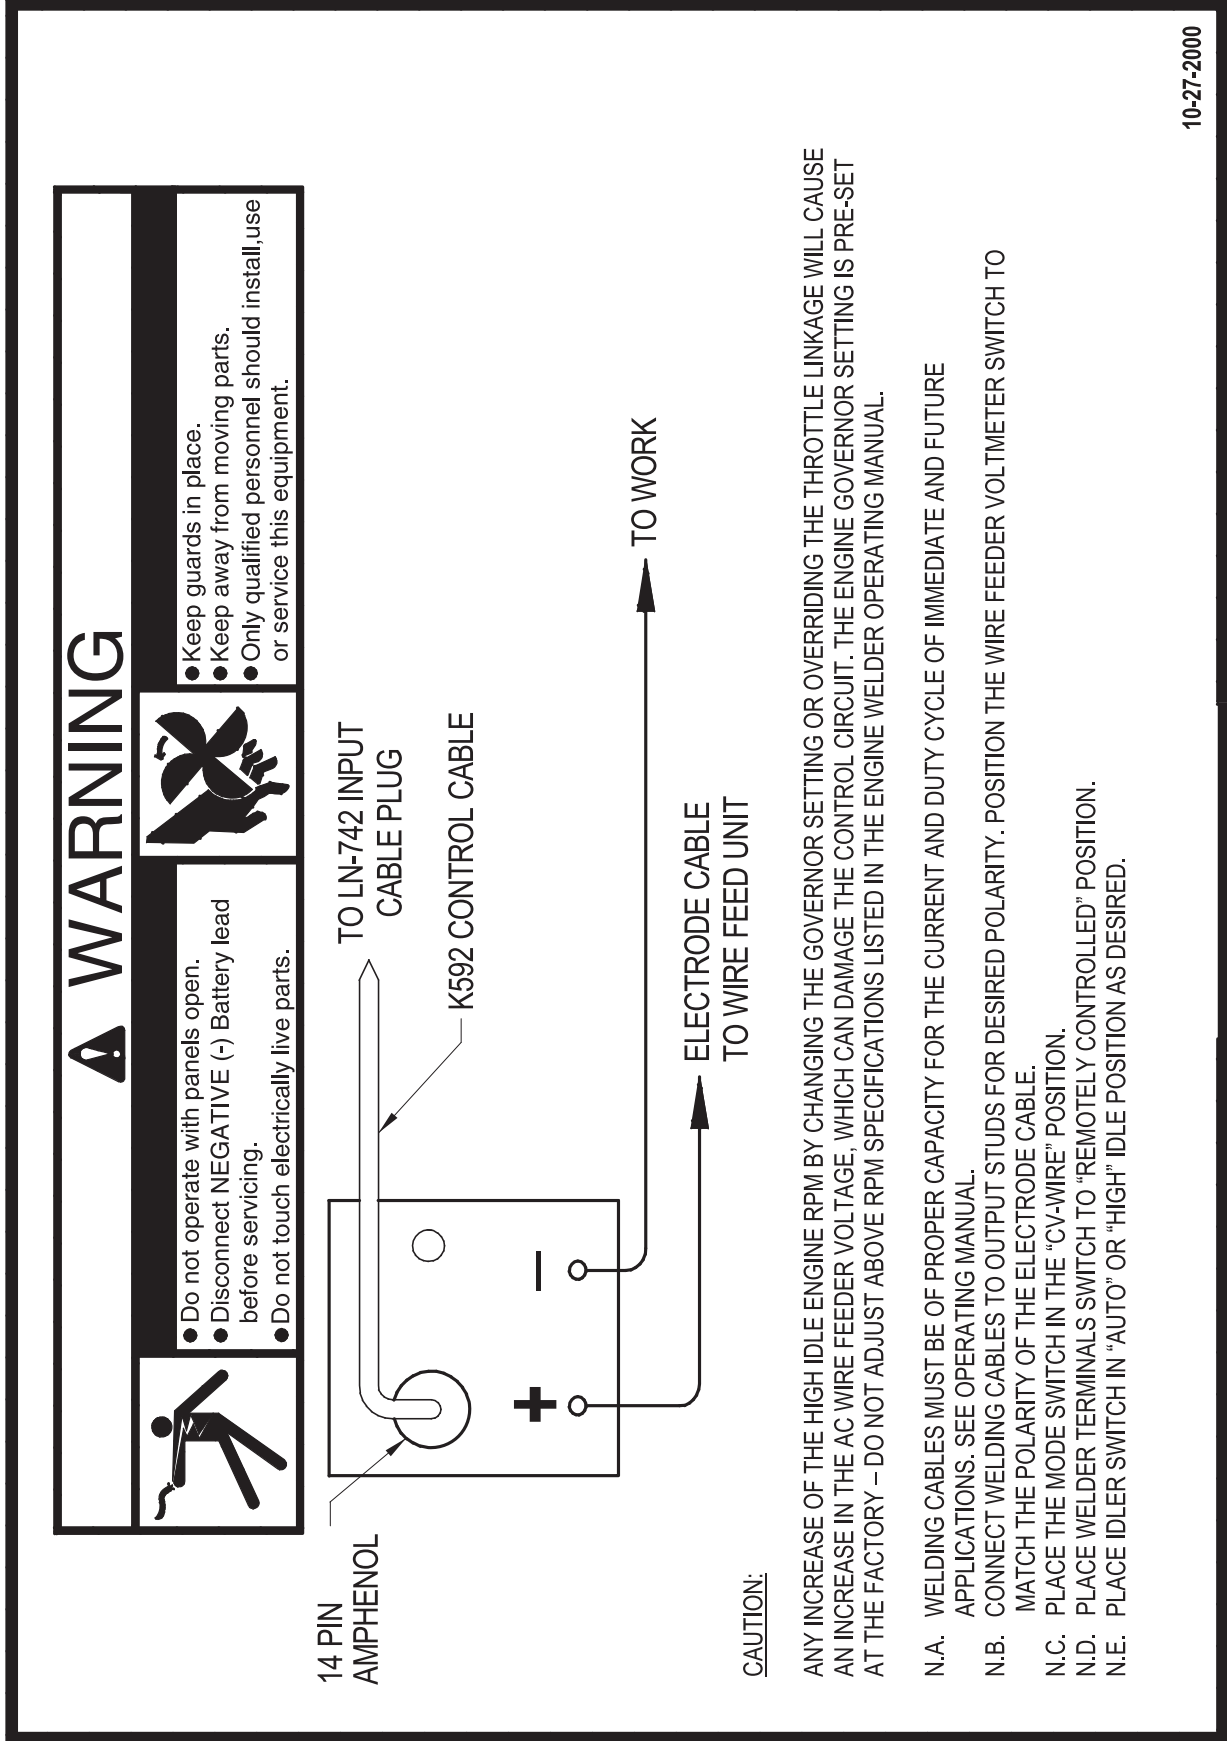 WARNING
● Do not operate with panels open.
● Disconnect NEGATIVE (-) Battery lead
before servicing.
● Do not touch electrically live parts.
● Keep guards in place.
● Keep away from moving parts.
● Only qualified personnel should install,use
or service this equipment.
14 PIN
AMPHENOL
TO LN-742 INPUT
CABLE PLUG
K592 CONTROL CABLE
+
−
ELECTRODE CABLE
TO WIRE FEED UNIT
TO WORK
CAUTION:
ANY INCREASE OF THE HIGH IDLE ENGINE RPM BY CHANGING THE GOVERNOR SETTING OR OVERRIDING THE THROTTLE LINKAGE WILL CAUSE
AN INCREASE IN THE AC WIRE FEEDER VOLTAGE, WHICH CAN DAMAGE THE CONTROL CIRCUIT. THE ENGINE GOVERNOR SETTING IS PRE-SET
AT THE FACTORY – DO NOT ADJUST ABOVE RPM SPECIFICATIONS LISTED IN THE ENGINE WELDER OPERATING MANUAL.
N.A. WELDING CABLES MUST BE OF PROPER CAPACITY FOR THE CURRENT AND DUTY CYCLE OF IMMEDIATE AND FUTURE
APPLICATIONS. SEE OPERATING MANUAL.
N.B. CONNECT WELDING CABLES TO OUTPUT STUDS FOR DESIRED POLARITY. POSITION THE WIRE FEEDER VOLTMETER SWITCH TO
MATCH THE POLARITY OF THE ELECTRODE CABLE.
N.C. PLACE THE MODE SWITCH IN THE “CV-WIRE” POSITION.
N.D. PLACE WELDER TERMINALS SWITCH TO “REMOTELY CONTROLLED” POSITION.
N.E. PLACE IDLER SWITCH IN “AUTO” OR “HIGH” IDLE POSITION AS DESIRED.
10-27-2000